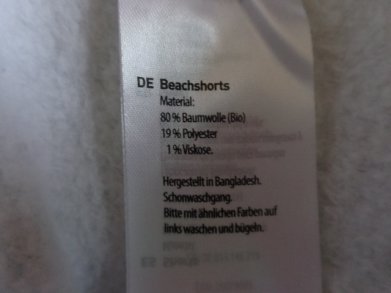 DE Beachshorts
Material:
80 % Baumwolle (Bio)
19 % Polyester
1 % Viskose.
Hergestellt in Bangladesh.
Schonwaschgang.
Bitte mit ähnlichen Farben auf
links waschen und bügeln.